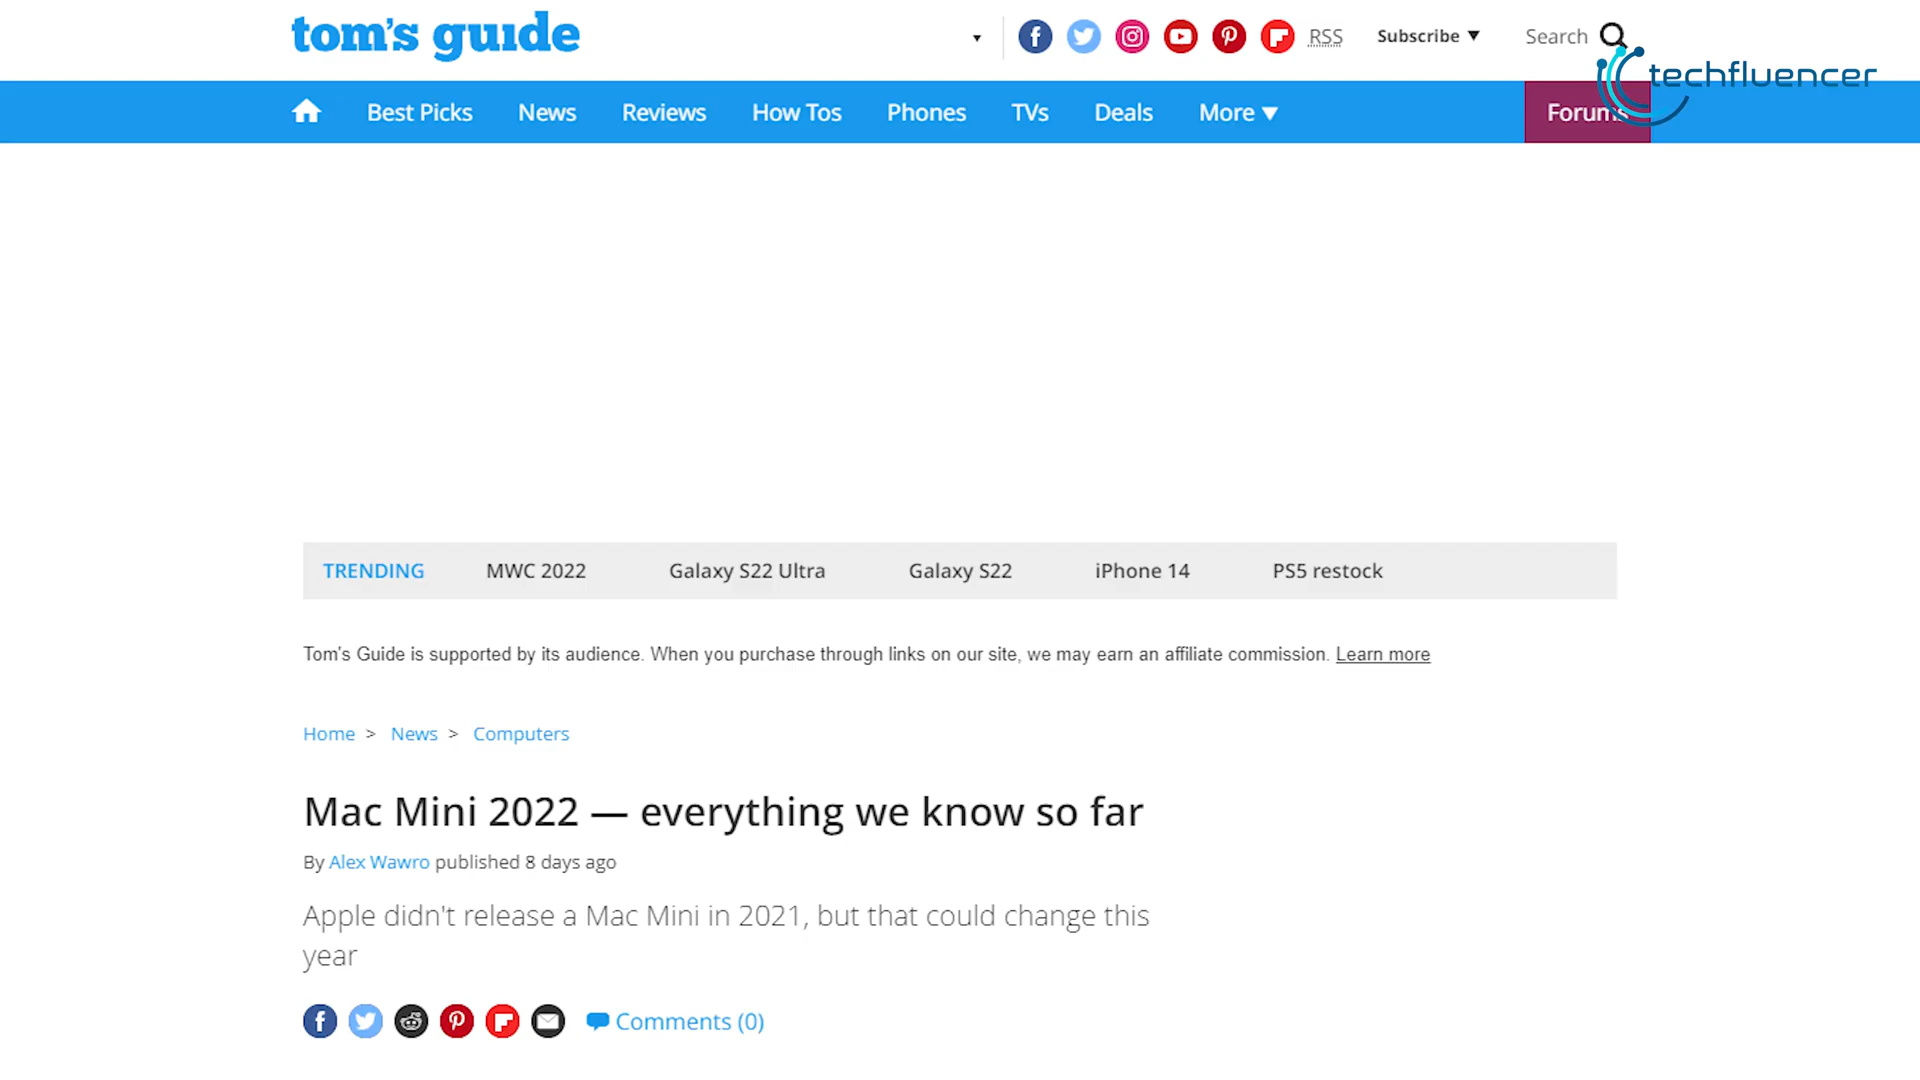 tom's guide
RSS
Subscribe ▼
Search
techfluencer
Best Picks
News
Reviews
How Tos
Phones
TVs
Deals
More ▼
Forums
TRENDING
MWC 2022
Galaxy S22 Ultra
Galaxy S22
iPhone 14
PS5 restock
Tom's Guide is supported by its audience. When you purchase through links on our site, we may earn an affiliate commission. Learn more
Home > News > Computers
Mac Mini 2022 — everything we know so far
By Alex Wawro published 8 days ago
Apple didn't release a Mac Mini in 2021, but that could change this
year
Comments (0)